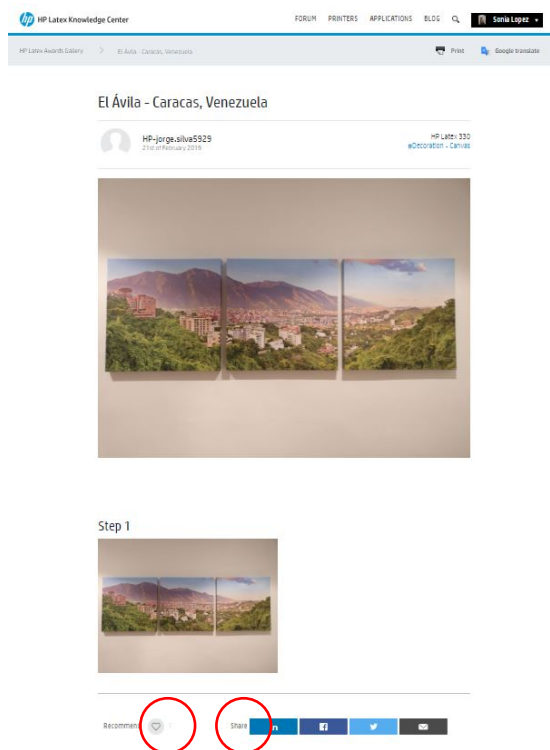 hp HP Latex Knowledge Center FORUM PRINTERS APPLICATIONS BLOG Sonia Lopez
HP Latex Awards Gallery > El Ávila - Caracas, Venezuela Print Google translate
El Ávila - Caracas, Venezuela
HP-jorge.silva5929 HP Latex 330
21st of February 2019 #Decoration - Canvas
Step 1
Recommend Share in f